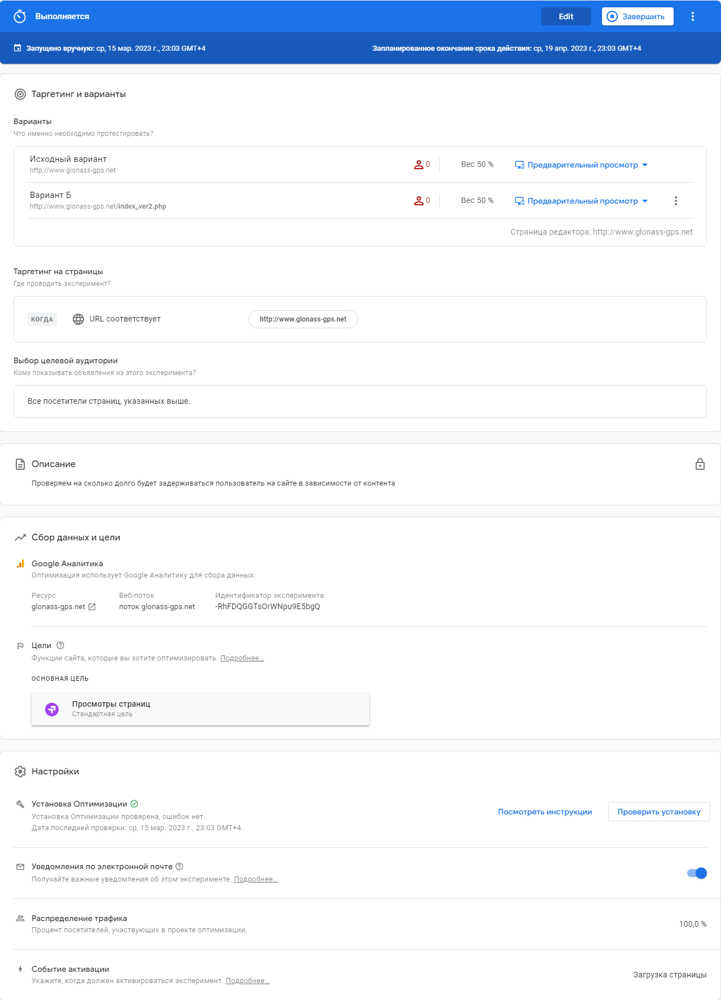 Выполняется
Edit
Завершить
Запущено вручную: ср, 15 мар. 2023 г., 23:03 GMT+4
Запланированное окончание срока действия: ср, 19 апр. 2023 г., 23:03 GMT+4
Таргетинг и варианты
Варианты
Что именно необходимо протестировать?
Исходный вариант
http://www.glonass-gps.net
0
Вес 50 %
Предварительный просмотр
Вариант Б
http://www.glonass-gps.net/index_ver2.php
0
Вес 50 %
Предварительный просмотр
Страница редактора: http://www.glonass-gps.net
Таргетинг на страницы
Где проводить эксперимент?
КОГДА
URL соответствует
http://www.glonass-gps.net
Выбор целевой аудитории
Кому показывать объявления из этого эксперимента?
Все посетители страниц, указанных выше.
Описание
Проверяем на сколько долго будет задерживаться пользователь на сайте в зависимости от контента
Сбор данных и цели
Google Аналитика
Оптимизация использует Google Аналитику для сбора данных.
Ресурс
glonass-gps.net
Веб-поток
поток glonass-gps.net
Идентификатор эксперимента
-RhFDQGGTsOrWNpu9E5bgQ
Цели
Функции сайта, которые вы хотите оптимизировать. Подробнее…
ОСНОВНАЯ ЦЕЛЬ
Просмотры страниц
Стандартная цель
Настройки
Установка Оптимизации
Установка Оптимизации проверена, ошибок нет.
Дата последней проверки: ср, 15 мар. 2023 г., 23:03 GMT+4.
Посмотреть инструкции
Проверить установку
Уведомления по электронной почте
Получайте важные уведомления об этом эксперименте. Подробнее…
Распределение трафика
Процент посетителей, участвующих в проекте оптимизации.
100,0 %
Событие активации
Укажите, когда должен активироваться эксперимент. Подробнее…
Загрузка страницы